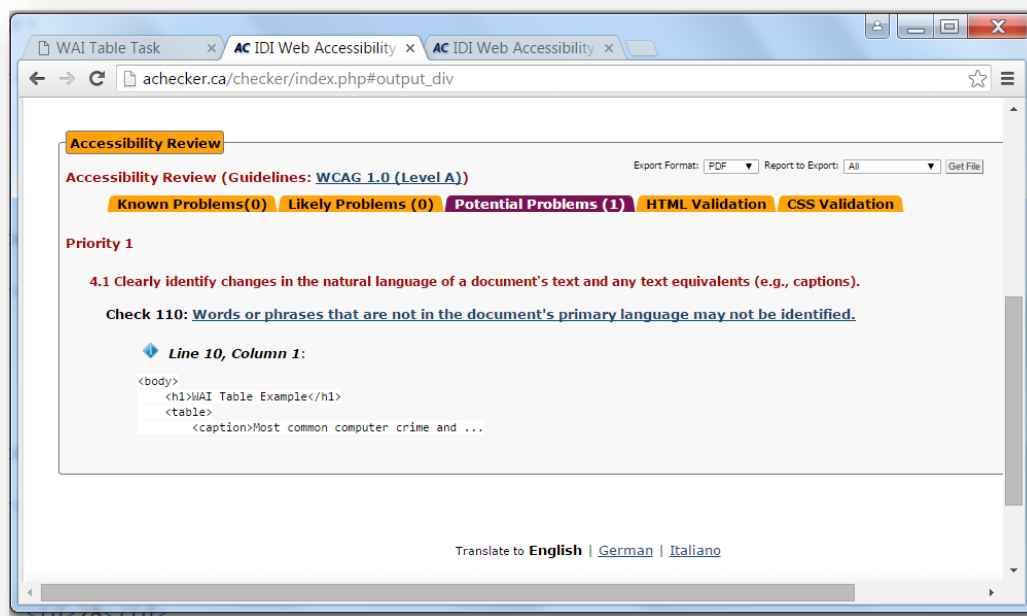 WAI Table Task × AC IDI Web Accessibility × AC IDI Web Accessibility ×
achecker.ca/checker/index.php#output_div
Accessibility Review
Export Format: PDF Report to Export: All Get File
Accessibility Review (Guidelines: WCAG 1.0 (Level A))
Known Problems(0) Likely Problems (0) Potential Problems (1) HTML Validation CSS Validation
Priority 1
4.1 Clearly identify changes in the natural language of a document's text and any text equivalents (e.g., captions).
Check 110: Words or phrases that are not in the document's primary language may not be identified.
Line 10, Column 1:
<body>
<h1>WAI Table Example</h1>
<table>
<caption>Most common computer crime and ...
Translate to English | German | Italiano